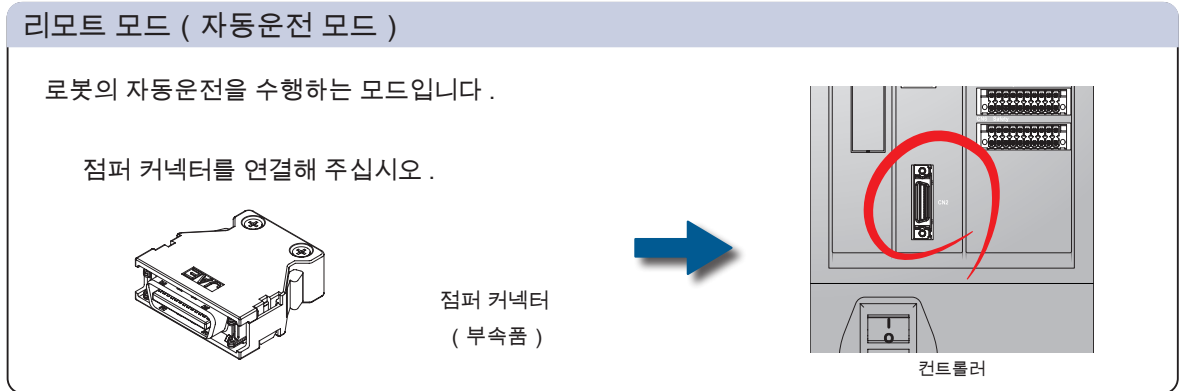 리모트 모드 ( 자동운전 모드 )
로봇의 자동운전을 수행하는 모드입니다 .
점퍼 커넥터를 연결해 주십시오 .
CN2
점퍼 커넥터
( 부속품 )
컨트롤러